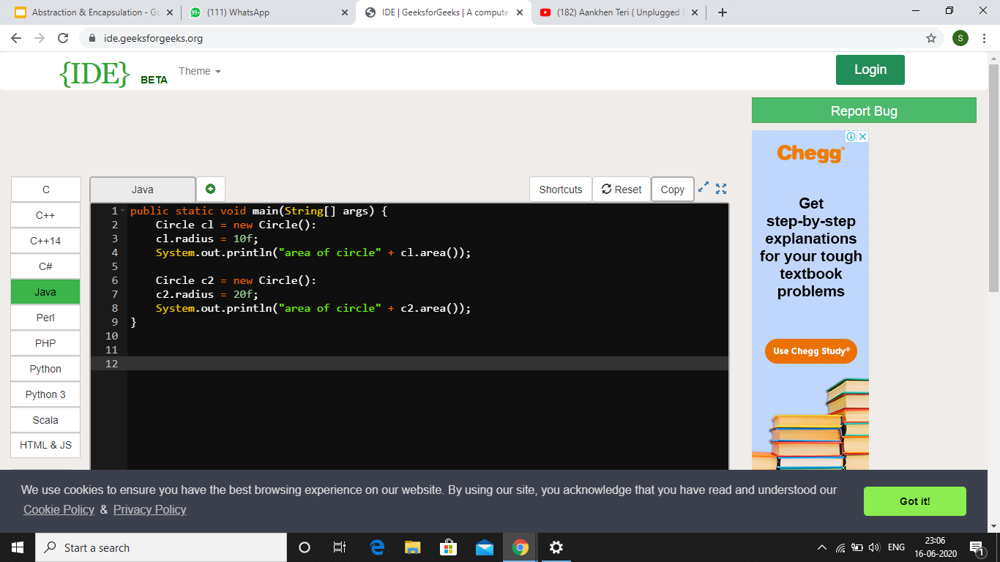 Abstraction & Encapsulation - Go
(111) WhatsApp
IDE | GeeksforGeeks | A compute
(182) Aankhen Teri ( Unplugged )
ide.geeksforgeeks.org
S
{IDE} BETA
Theme
Login
Report Bug
Chegg®
Get
step-by-step
explanations
for your tough
textbook
problems
Use Chegg Study®
C
C++
C++14
C#
Java
Perl
PHP
Python
Python 3
Scala
HTML & JS
Java
Shortcuts
Reset
Copy
1 public static void main(String[] args) {
2 Circle cl = new Circle():
3 cl.radius = 10f;
4 System.out.println("area of circle" + cl.area());
5
6 Circle c2 = new Circle():
7 c2.radius = 20f;
8 System.out.println("area of circle" + c2.area());
9 }
10
11
12
We use cookies to ensure you have the best browsing experience on our website. By using our site, you acknowledge that you have read and understood our
Cookie Policy & Privacy Policy
Got it!
Start a search
ENG
23:06
16-06-2020
1